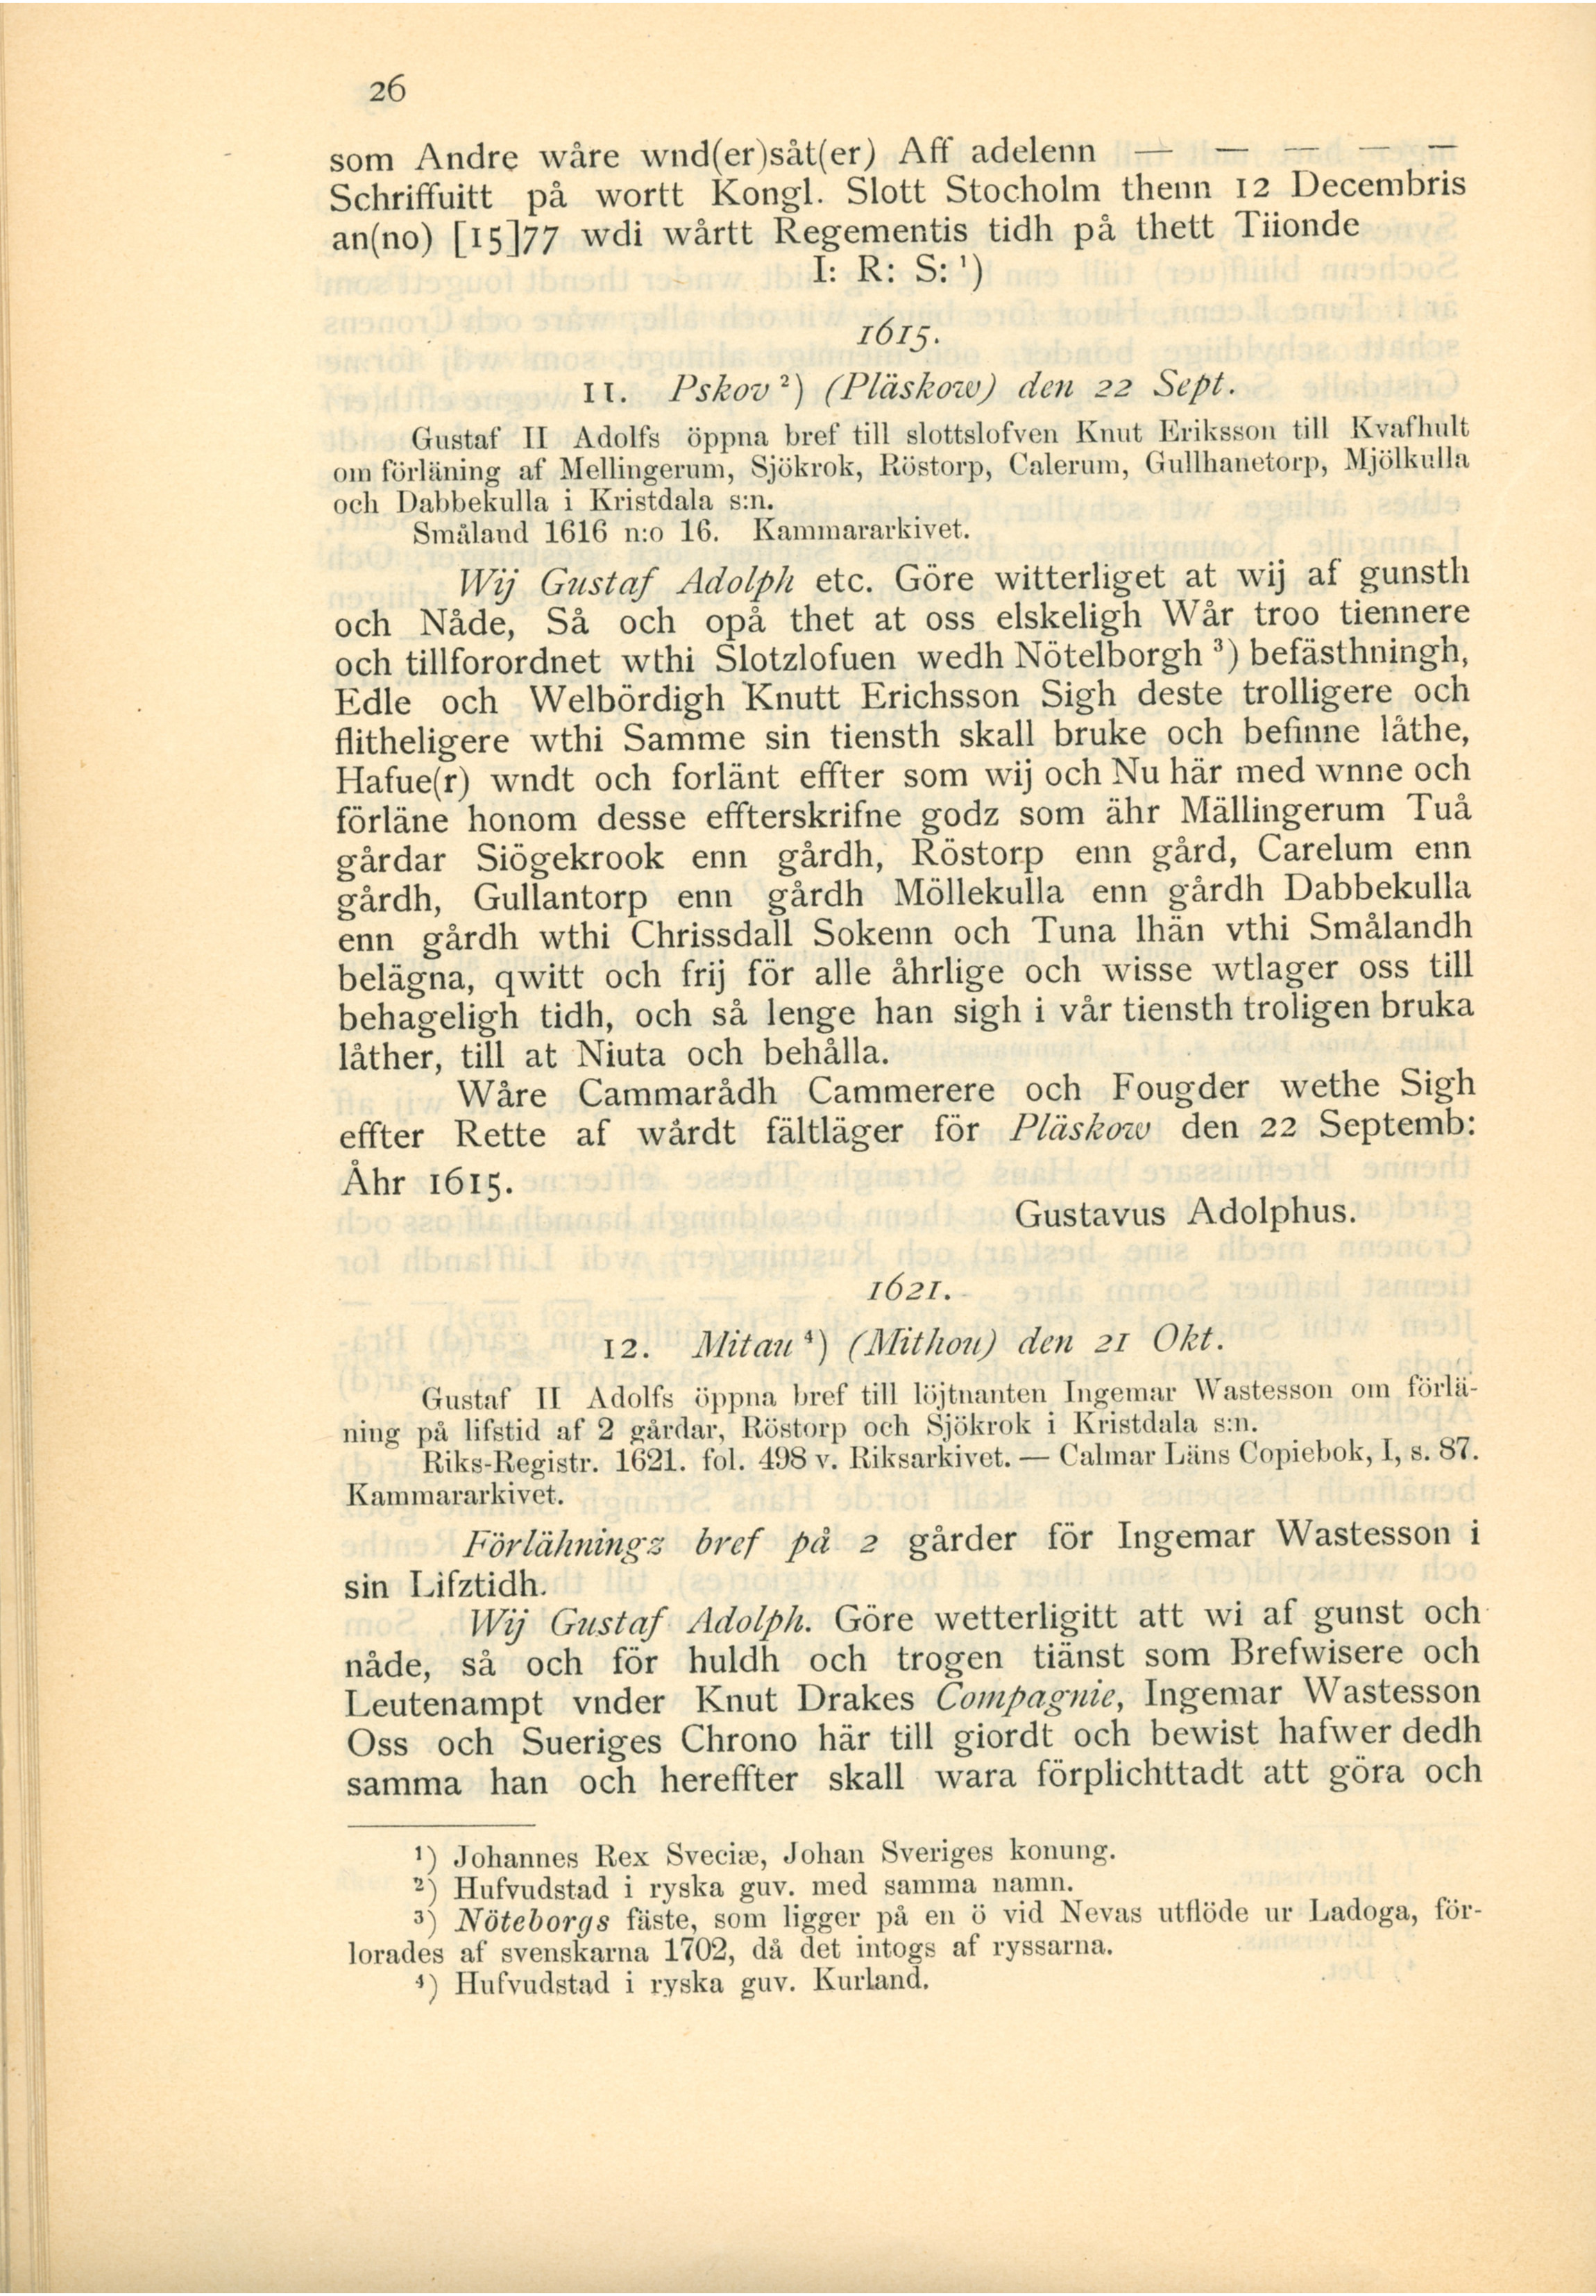 26
som Andre wåre wnd(er)såt(er) Aff adelenn — — — — —
Schriffuitt på wortt Kongl. Slott Stocholm thenn 12 Decembris
an(no) [15]77 wdi wårtt Regementis tidh på thett Tiionde
I: R: S: ¹)
1615.
11. Pskov ²) (Pläskow) den 22 Sept.
Gustaf II Adolfs öppna bref till slottslofven Knut Eriksson till Kvafhult
om förläning af Mellingerum, Sjökrok, Röstorp, Calerum, Gullhanetorp, Mjölkulla
och Dabbekulla i Kristdala s:n.
Småland 1616 n:o 16. Kammararkivet.
Wij Gustaf Adolph etc. Göre witterliget at wij af gunsth
och Nåde, Så och opå thet at oss elskeligh Wår troo tiennere
och tillforordnet wthi Slotzlofuen wedh Nötelborgh ³) befästhningh,
Edle och Welbördigh Knutt Erichsson Sigh deste trolligere och
flitheligere wthi Samme sin tiensth skall bruke och befinne låthe,
Hafue(r) wndt och forlänt effter som wij och Nu här med wnne och
förläne honom desse effterskrifne godz som ähr Mällingerum Tuå
gårdar Siögekrook enn gårdh, Röstorp enn gård, Carelum enn
gårdh, Gullantorp enn gårdh Möllekulla enn gårdh Dabbekulla
enn gårdh wthi Chrissdall Sokenn och Tuna lhän vthi Smålandh
belägna, qwitt och frij för alle åhrlige och wisse wtlager oss till
behageligh tidh, och så lenge han sigh i vår tiensth troligen bruka
låther, till at Niuta och behålla.
Wåre Cammarådh Cammerere och Fougder wethe Sigh
effter Rette af wårdt fältläger för Pläskow den 22 Septemb:
Åhr 1615.
Gustavus Adolphus.
1621.
12. Mitau ⁴) (Mithou) den 21 Okt.
Gustaf II Adolfs öppna bref till löjtnanten Ingemar Wastesson om förlä-
ning på lifstid af 2 gårdar, Röstorp och Sjökrok i Kristdala s:n.
Riks-Registr. 1621. fol. 498 v. Riksarkivet. — Calmar Läns Copiebok, I, s. 87.
Kammararkivet.
Förlähningz bref på 2 gårder för Ingemar Wastesson i
sin Lifztidh.
Wij Gustaf Adolph. Göre wetterligitt att wi af gunst och
nåde, så och för huldh och trogen tiänst som Brefwisere och
Leutenampt vnder Knut Drakes Compagnie, Ingemar Wastesson
Oss och Sueriges Chrono här till giordt och bewist hafwer dedh
samma han och hereffter skall wara förplichttadt att göra och
¹) Johannes Rex Sveciæ, Johan Sveriges konung.
²) Hufvudstad i ryska guv. med samma namn.
³) Nöteborgs fäste, som ligger på en ö vid Nevas utflöde ur Ladoga, för-
lorades af svenskarna 1702, då det intogs af ryssarna.
⁴) Hufvudstad i ryska guv. Kurland.